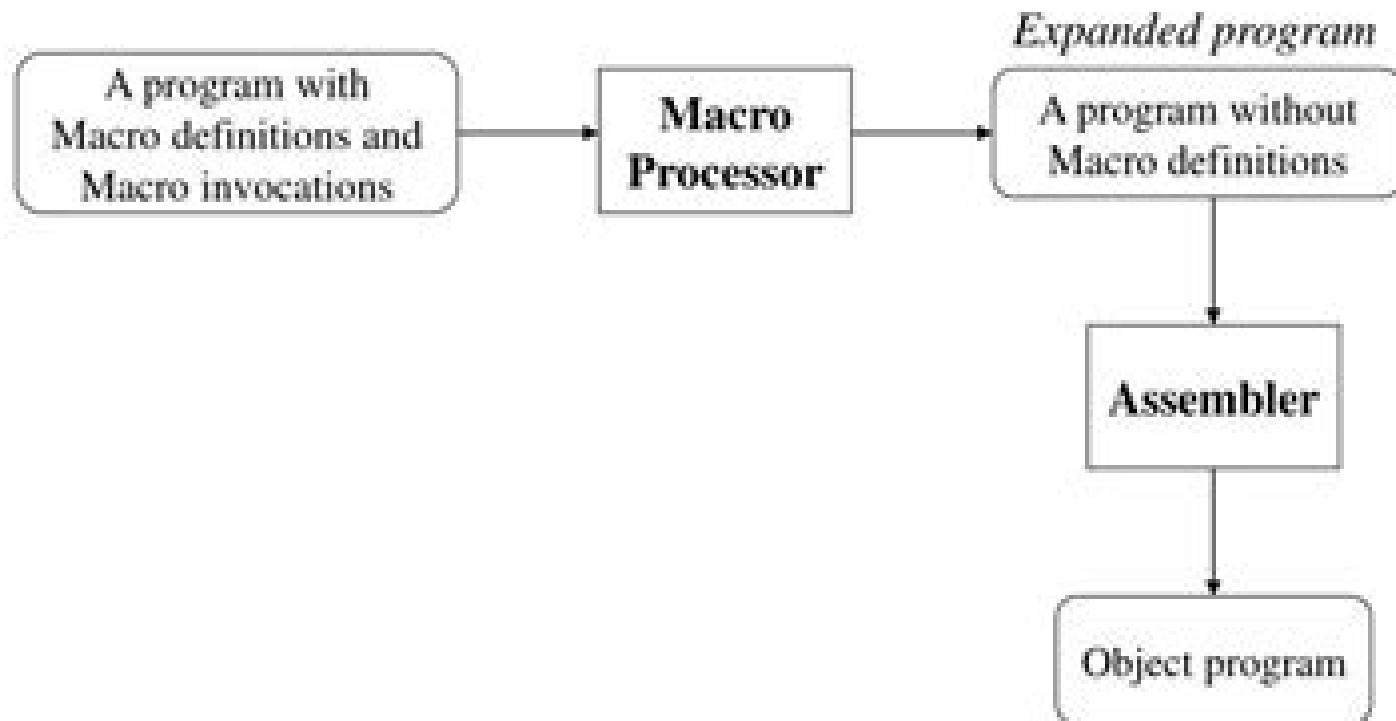 A program with
Macro definitions and
Macro invocations
Macro
Processor
Expanded program
A program without
Macro definitions
Assembler
Object program